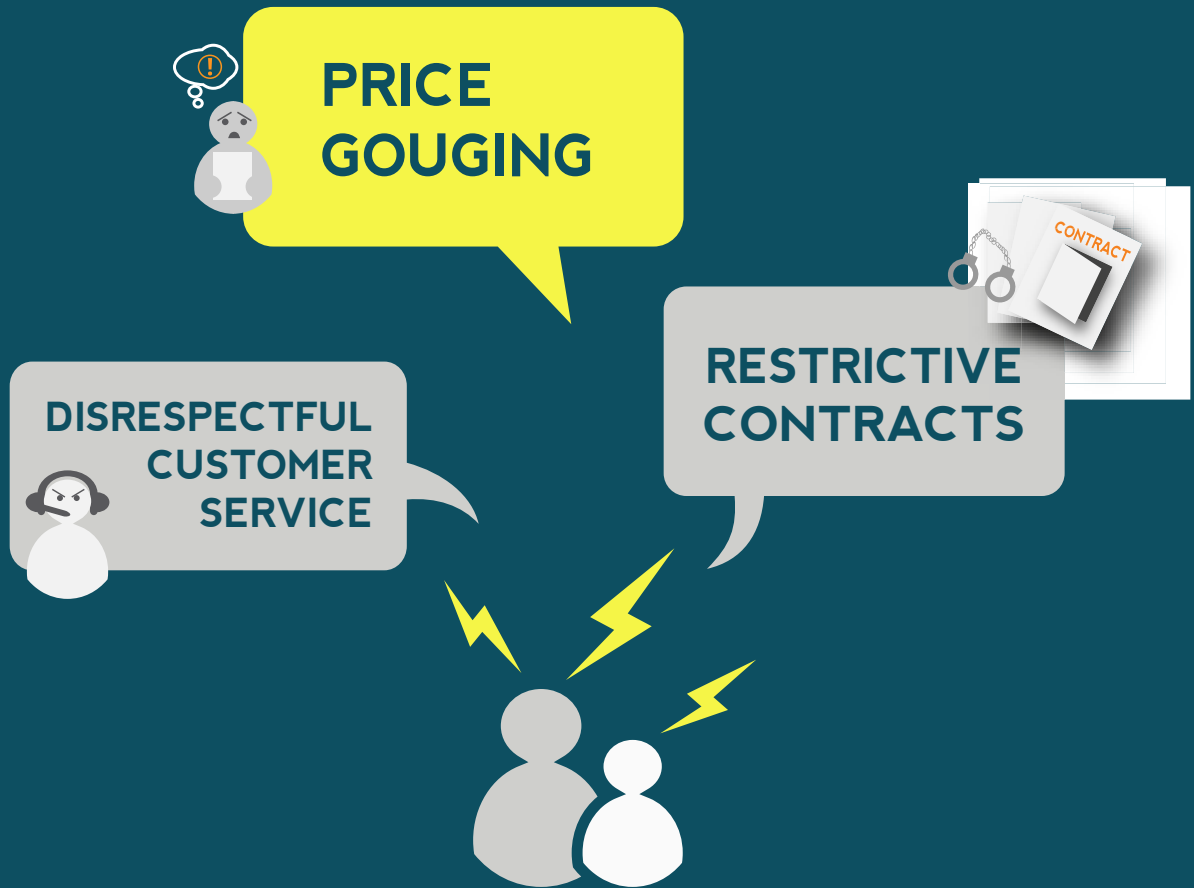 !
PRICE
GOUGING
CONTRACT
RESTRICTIVE
CONTRACTS
DISRESPECTFUL
CUSTOMER
SERVICE